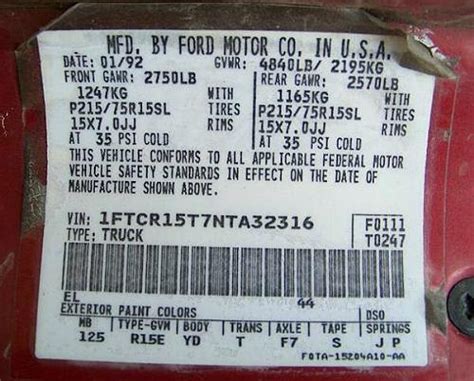 MFD. BY FORD MOTOR CO. IN U.S.A.
DATE: 01/92 GVWR: 4840LB/ 2195KG
FRONT GAWR: 2750LB REAR GAWR: 2570LB
1247KG WITH 1165KG WITH
P215/75R15SL TIRES P215/75R15SL TIRES
15X7.0JJ RIMS 15X7.0JJ RIMS
AT 35 PSI COLD AT 35 PSI COLD
THIS VEHICLE CONFORMS TO ALL APPLICABLE FEDERAL MOTOR
VEHICLE SAFETY STANDARDS IN EFFECT ON THE DATE OF
MANUFACTURE SHOWN ABOVE.
VIN: 1FTCR15T7NTA32316 F0111
TYPE: TRUCK T0247
EL 44
EXTERIOR PAINT COLORS DSO
MB TYPE-GVM BODY TRANS AXLE TAPE SPRINGS
125 R15E YD T F7 S J P
F0TA-15204A10-AA